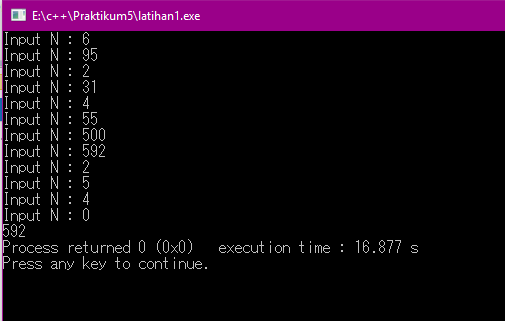 E:\c++\Praktikum5\latihan1.exe
Input N : 6
Input N : 95
Input N : 2
Input N : 31
Input N : 4
Input N : 55
Input N : 500
Input N : 592
Input N : 2
Input N : 5
Input N : 4
Input N : 0
592
Process returned 0 (0x0)   execution time : 16.877 s
Press any key to continue.